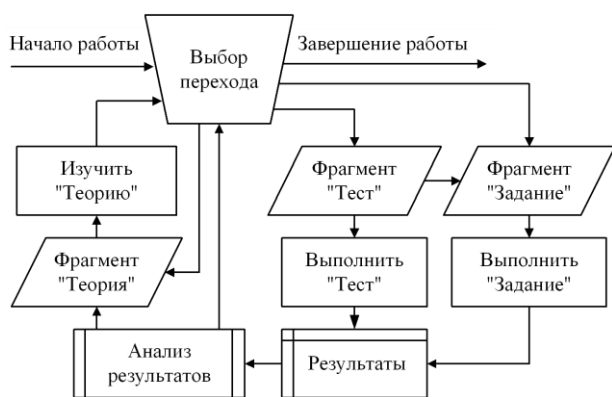 Начало работы
Выбор
перехода
Завершение работы
Изучить
"Теорию"
Фрагмент
"Тест"
Фрагмент
"Задание"
Фрагмент
"Теория"
Выполнить
"Тест"
Выполнить
"Задание"
Анализ
результатов
Результаты